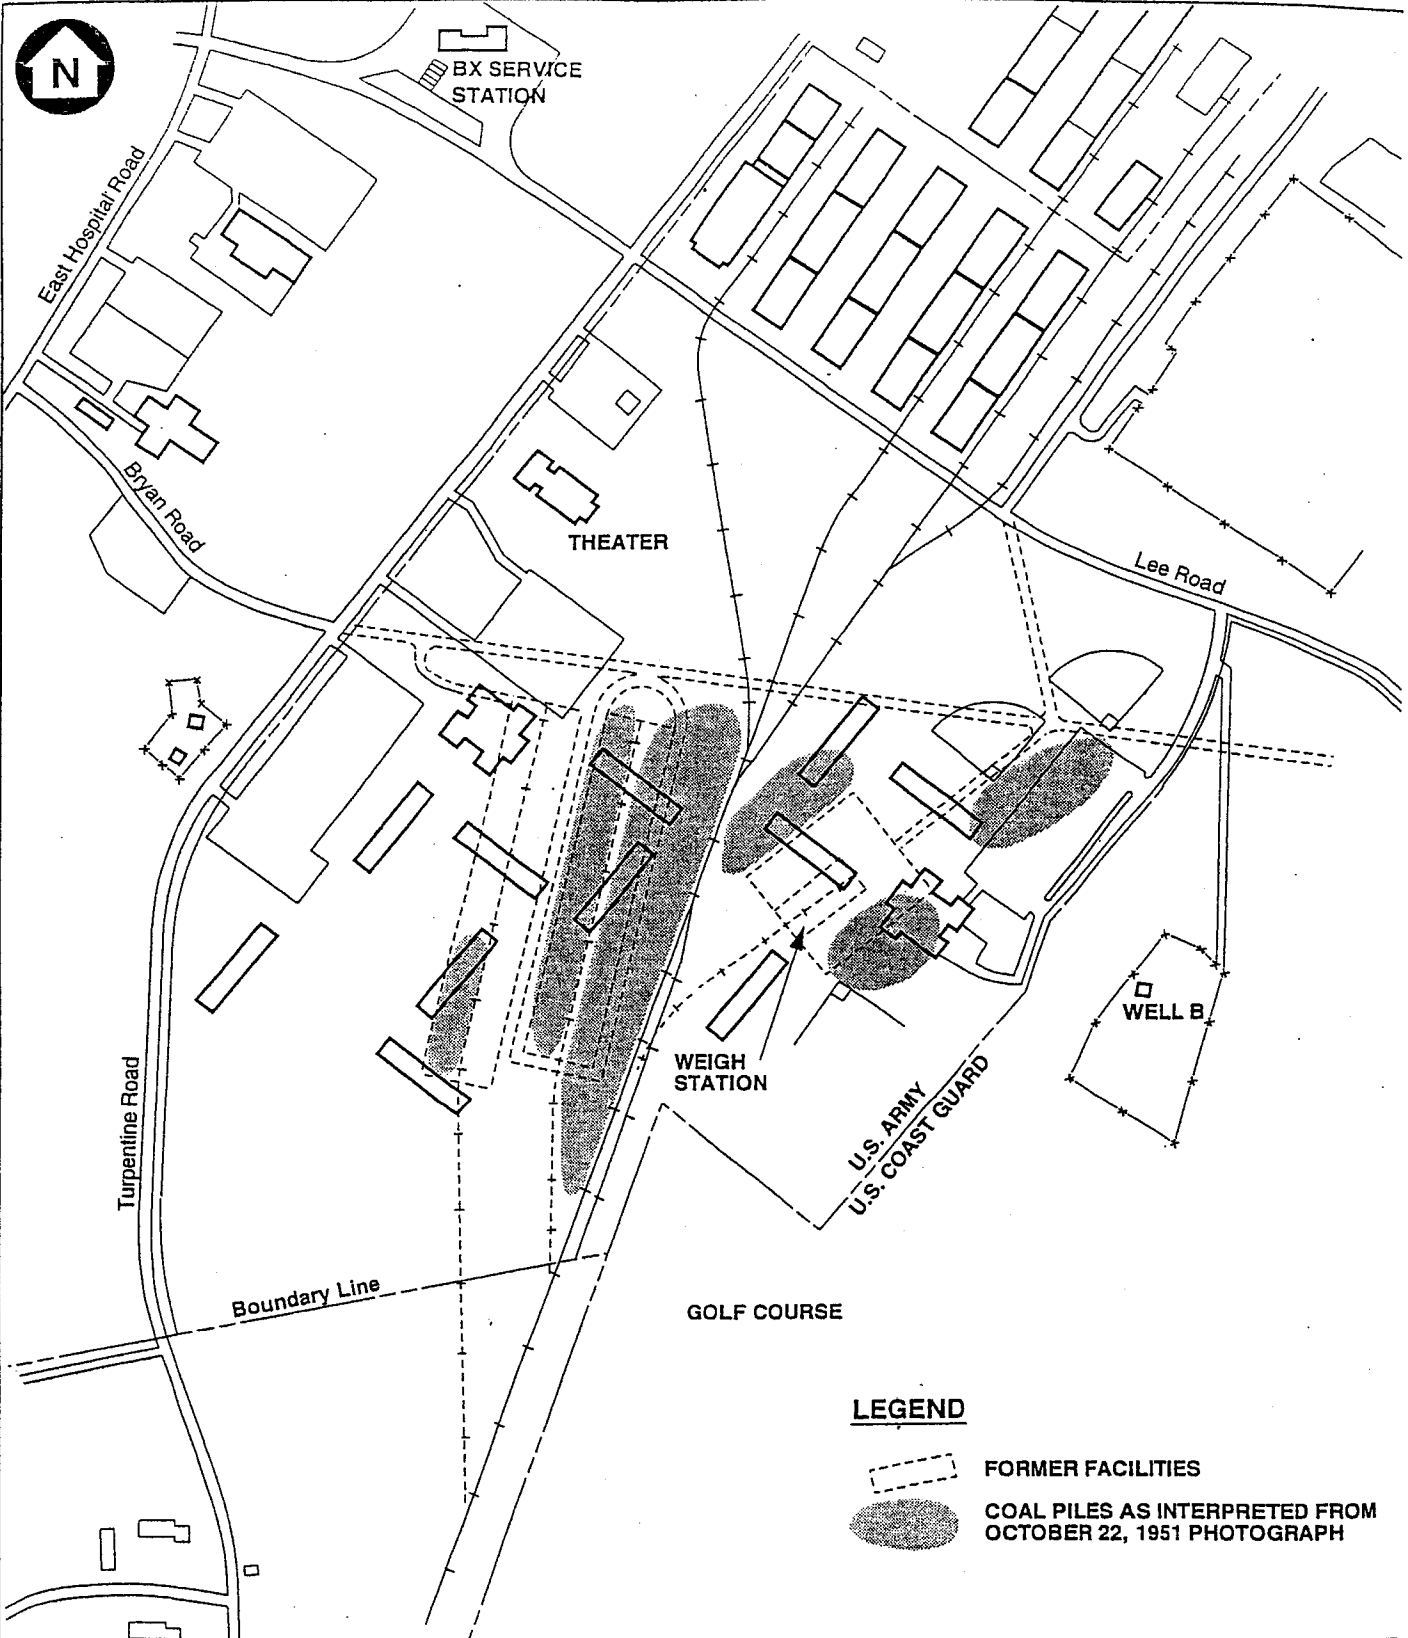 N
BX SERVICE
STATION
East Hospital Road
Bryan Road
THEATER
Lee Road
WELL B
WEIGH
STATION
U.S. ARMY
U.S. COAST GUARD
Turpentine Road
Boundary Line
GOLF COURSE
LEGEND
FORMER FACILITIES
COAL PILES AS INTERPRETED FROM
OCTOBER 22, 1951 PHOTOGRAPH